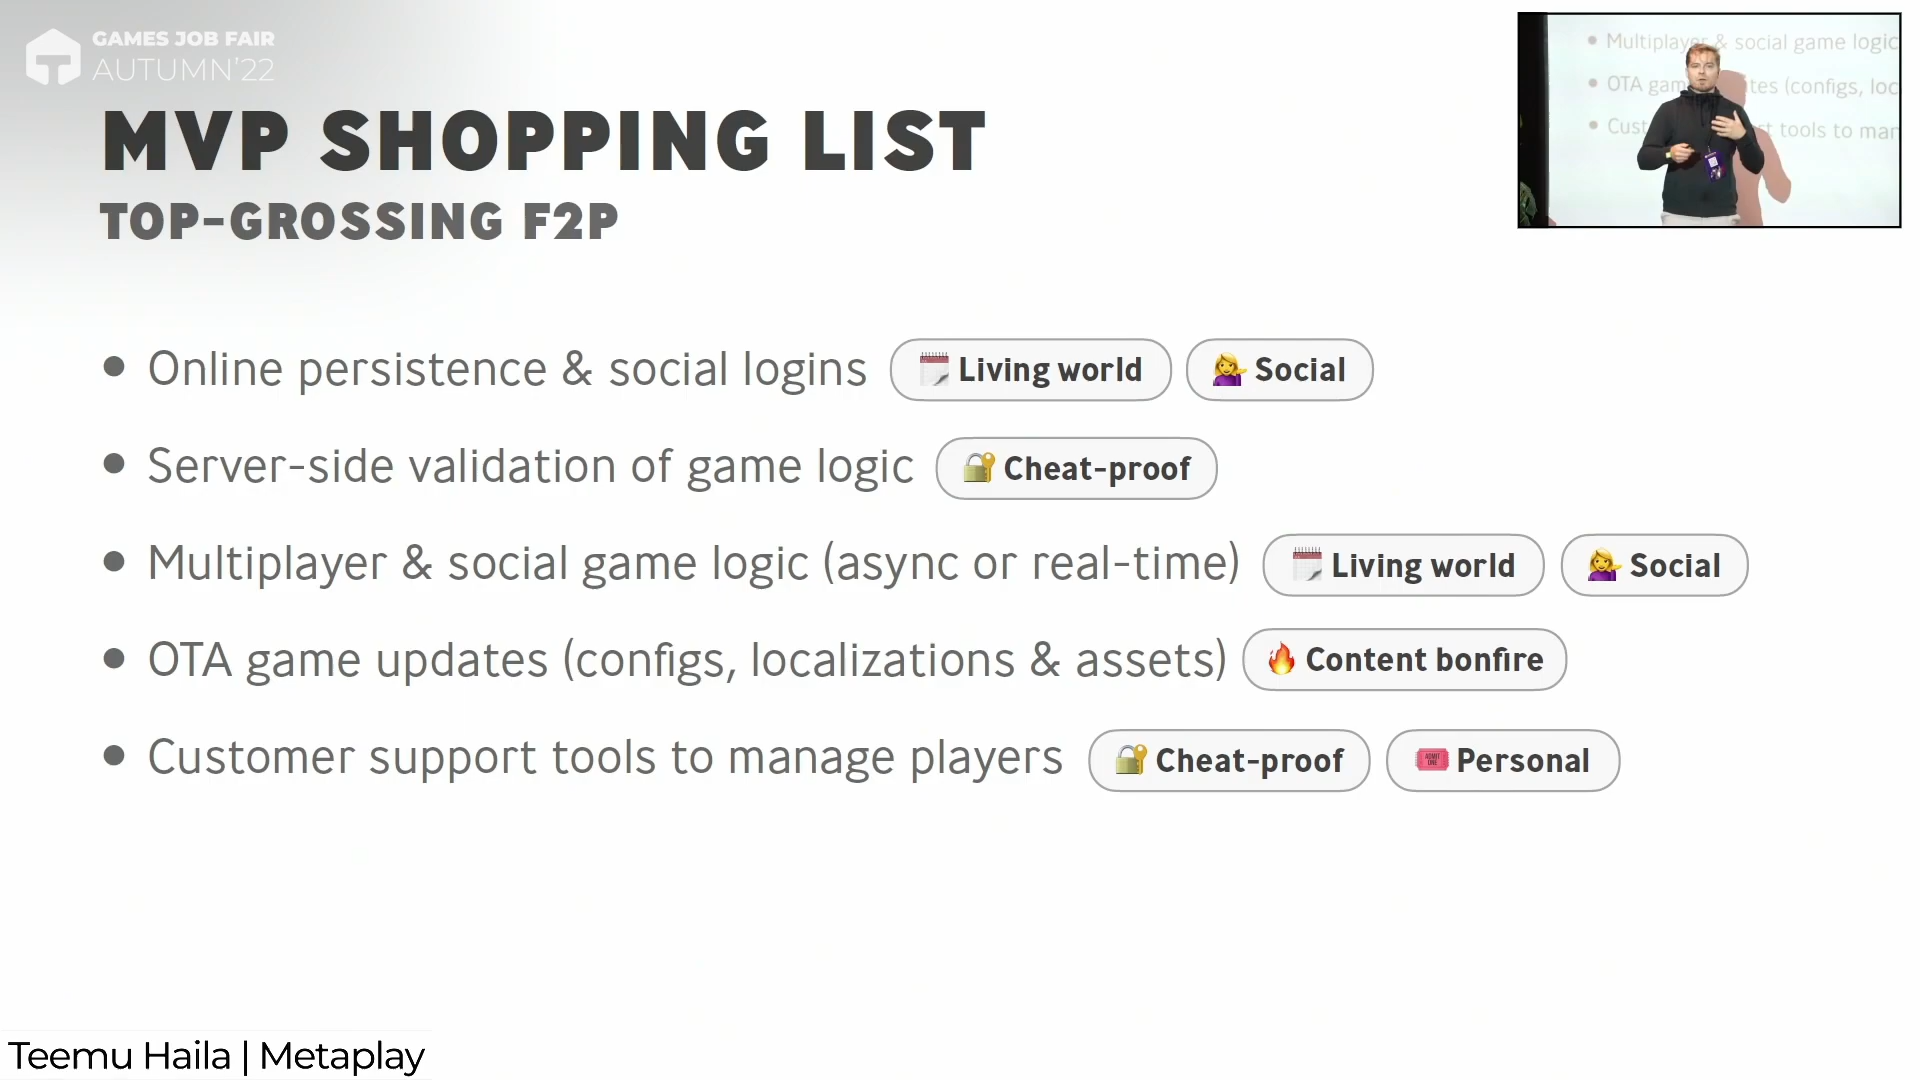 GAMES JOB FAIR
AUTUMN'22
MVP SHOPPING LIST
TOP-GROSSING F2P
• Online persistence & social logins Living world Social
• Server-side validation of game logic Cheat-proof
• Multiplayer & social game logic (async or real-time) Living world Social
• OTA game updates (configs, localizations & assets) Content bonfire
• Customer support tools to manage players Cheat-proof Personal
• Multiplayer & social game logic
• OTA gam tes (configs, loc
• Cust rt tools to mar
Teemu Haila | Metaplay